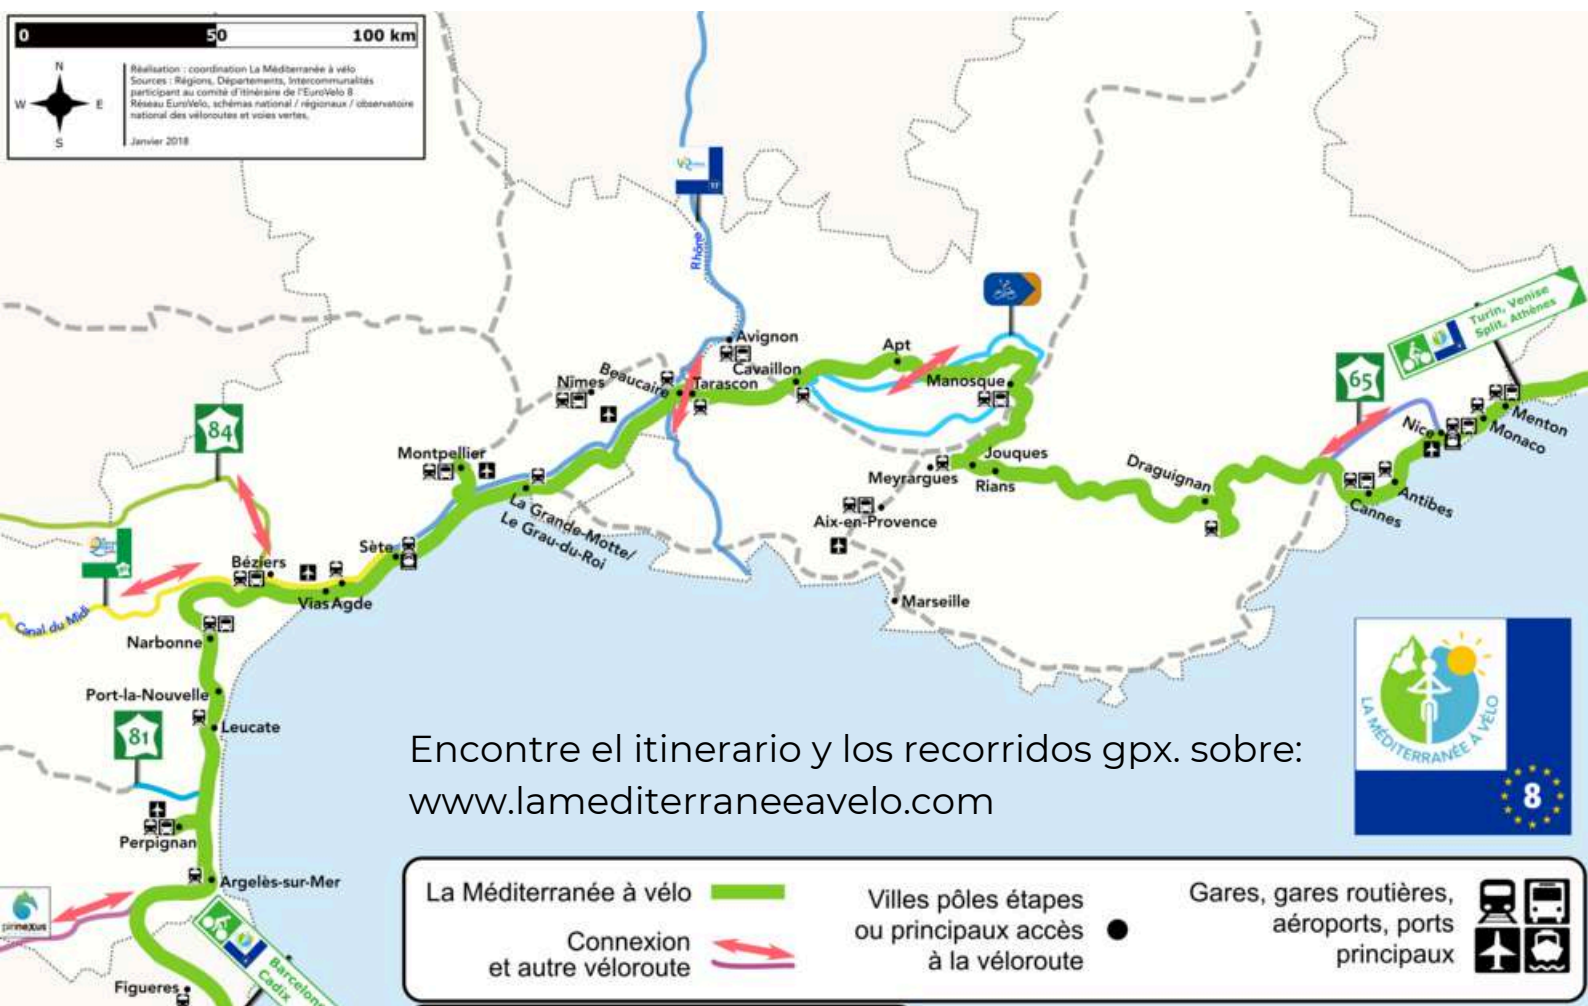 0 50 100 km
N
W E
S
Réalisation : coordination La Méditerranée à vélo
Sources : Régions, Départements, Intercommunalités
participant au comité d'itinéraire de l'EuroVelo 8
Réseau EuroVelo, schémas national / régionaux / observatoire
national des véloroutes et voies vertes,
Janvier 2018
Rhône
Avignon
Apt
Cavaillon
Beaucaire
Tarascon
Nîmes
Manosque
Turin, Venise
Split, Athènes
65
Nice
Menton
Monaco
84
Montpellier
Jouques
Meyrargues
Rians
Draguignan
Antibes
Cannes
La Grande-Motte/
Le Grau-du-Roi
Aix-en-Provence
Sète
Béziers
Vias
Agde
Marseille
Canal du Midi
Narbonne
Port-la-Nouvelle
Leucate
81
Perpignan
Argelès-sur-Mer
pirinexus
Barcelone
Cadix
Figueres
LA MÉDITERRANÉE À VÉLO
8
Encontre el itinerario y los recorridos gpx. sobre:
www.lamediterraneeavelo.com
La Méditerranée à vélo
Connexion
et autre véloroute
Villes pôles étapes
ou principaux accès
à la véloroute
Gares, gares routières,
aéroports, ports
principaux